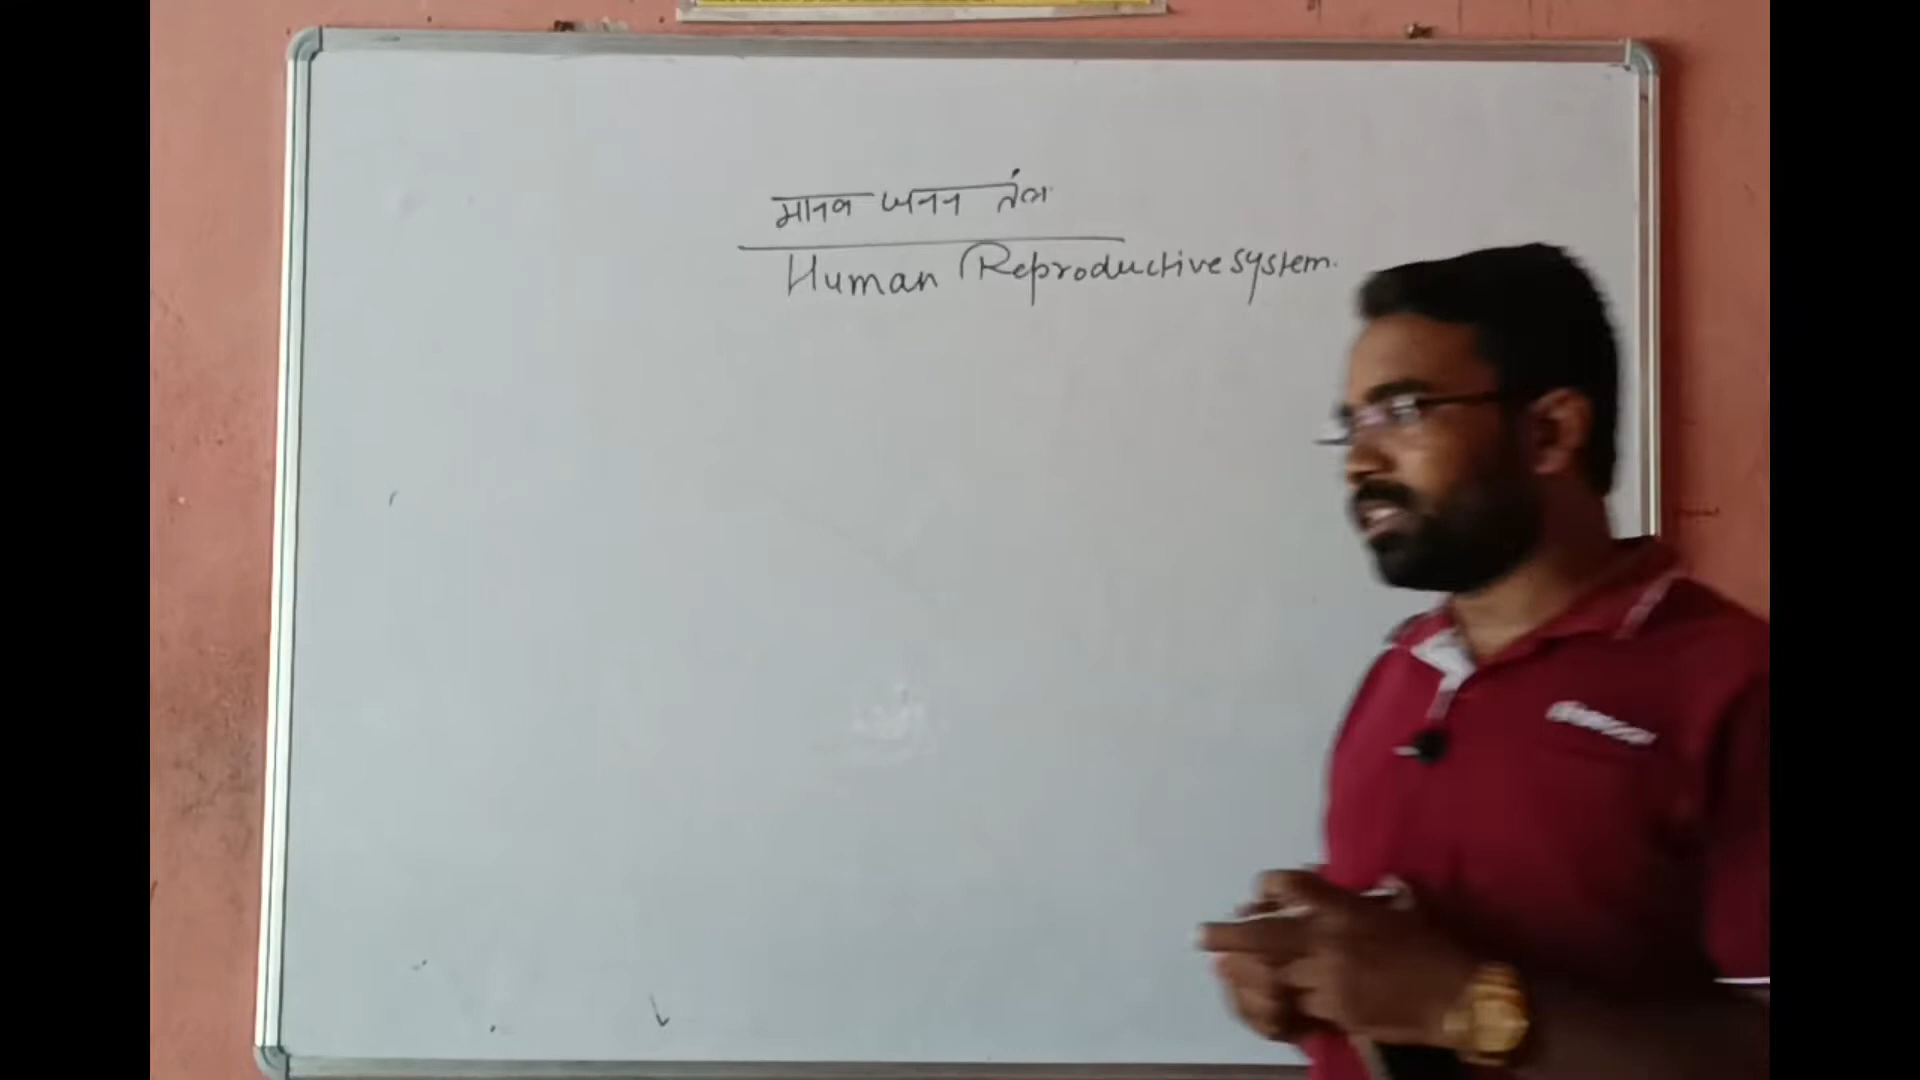 मानव जनन तंत्र
Human Reproductive system.